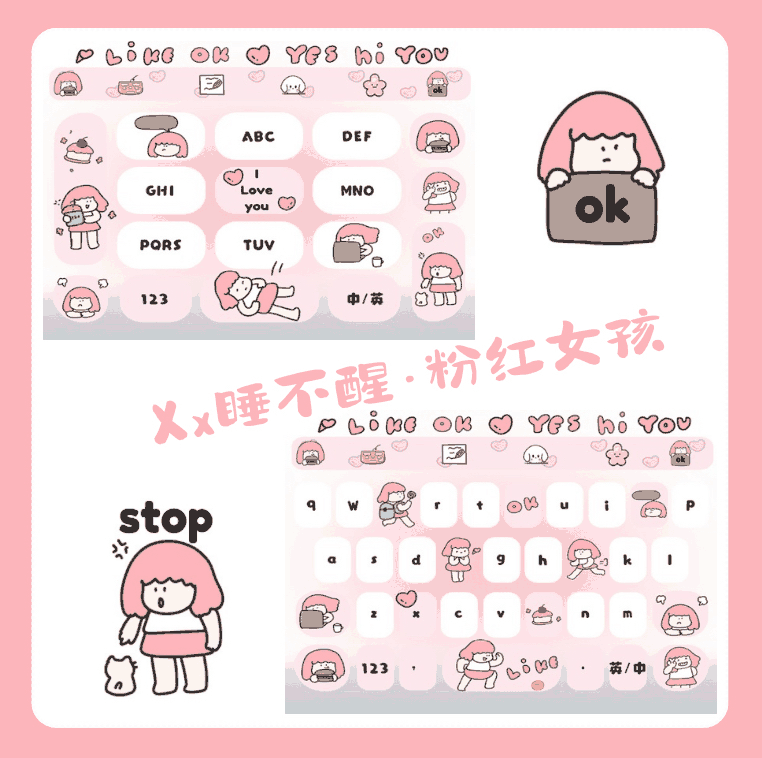 LIKE OK YES hi YOU
ok
ABC DEF
GHI I Love you MNO
PQRS TUV
OK
123 中/英
ok
Xx睡不醒·粉红女孩
LIKE OK YES hi YOU
ok
q w r t OK u i p
a s d g h k l
z x c v n m
123 , LIKE . 英/中
stop